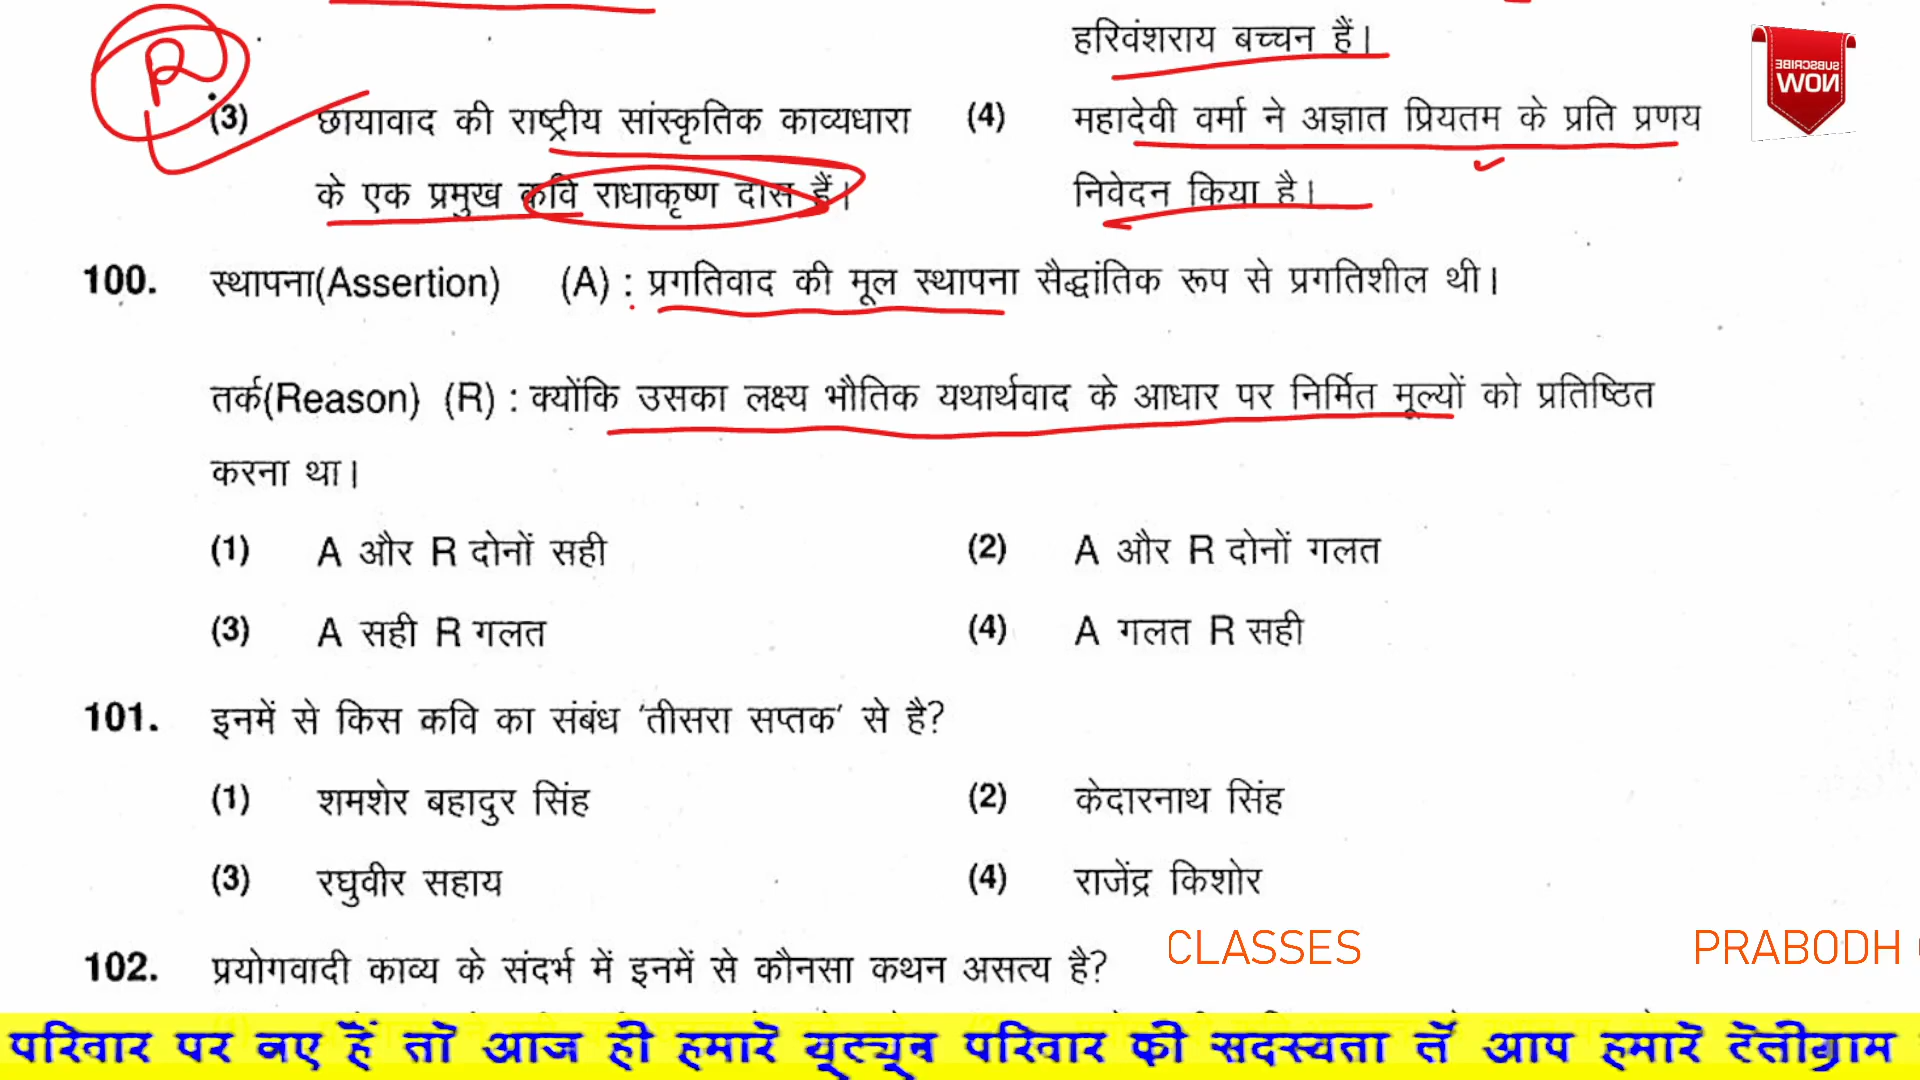 हरिवंशराय बच्चन हैं।
R
(3) छायावाद की राष्ट्रीय सांस्कृतिक काव्यधारा
के एक प्रमुख कवि राधाकृष्ण दास हैं।
(4) महादेवी वर्मा ने अज्ञात प्रियतम के प्रति प्रणय
निवेदन किया है।
SUBSCRIBE
NOW
100. स्थापना(Assertion) (A) : प्रगतिवाद की मूल स्थापना सैद्धांतिक रूप से प्रगतिशील थी।
तर्क(Reason) (R) : क्योंकि उसका लक्ष्य भौतिक यथार्थवाद के आधार पर निर्मित मूल्यों को प्रतिष्ठित
करना था।
(1) A और R दोनों सही (2) A और R दोनों गलत
(3) A सही R गलत (4) A गलत R सही
101. इनमें से किस कवि का संबंध 'तीसरा सप्तक' से है?
(1) शमशेर बहादुर सिंह (2) केदारनाथ सिंह
(3) रघुवीर सहाय (4) राजेंद्र किशोर
CLASSES PRABODH
102. प्रयोगवादी काव्य के संदर्भ में इनमें से कौनसा कथन असत्य है?
परिवार पर नए हैं तो आज ही हमारे यूट्यूब परिवार की सदस्यता लें आप हमारे टेलीग्राम